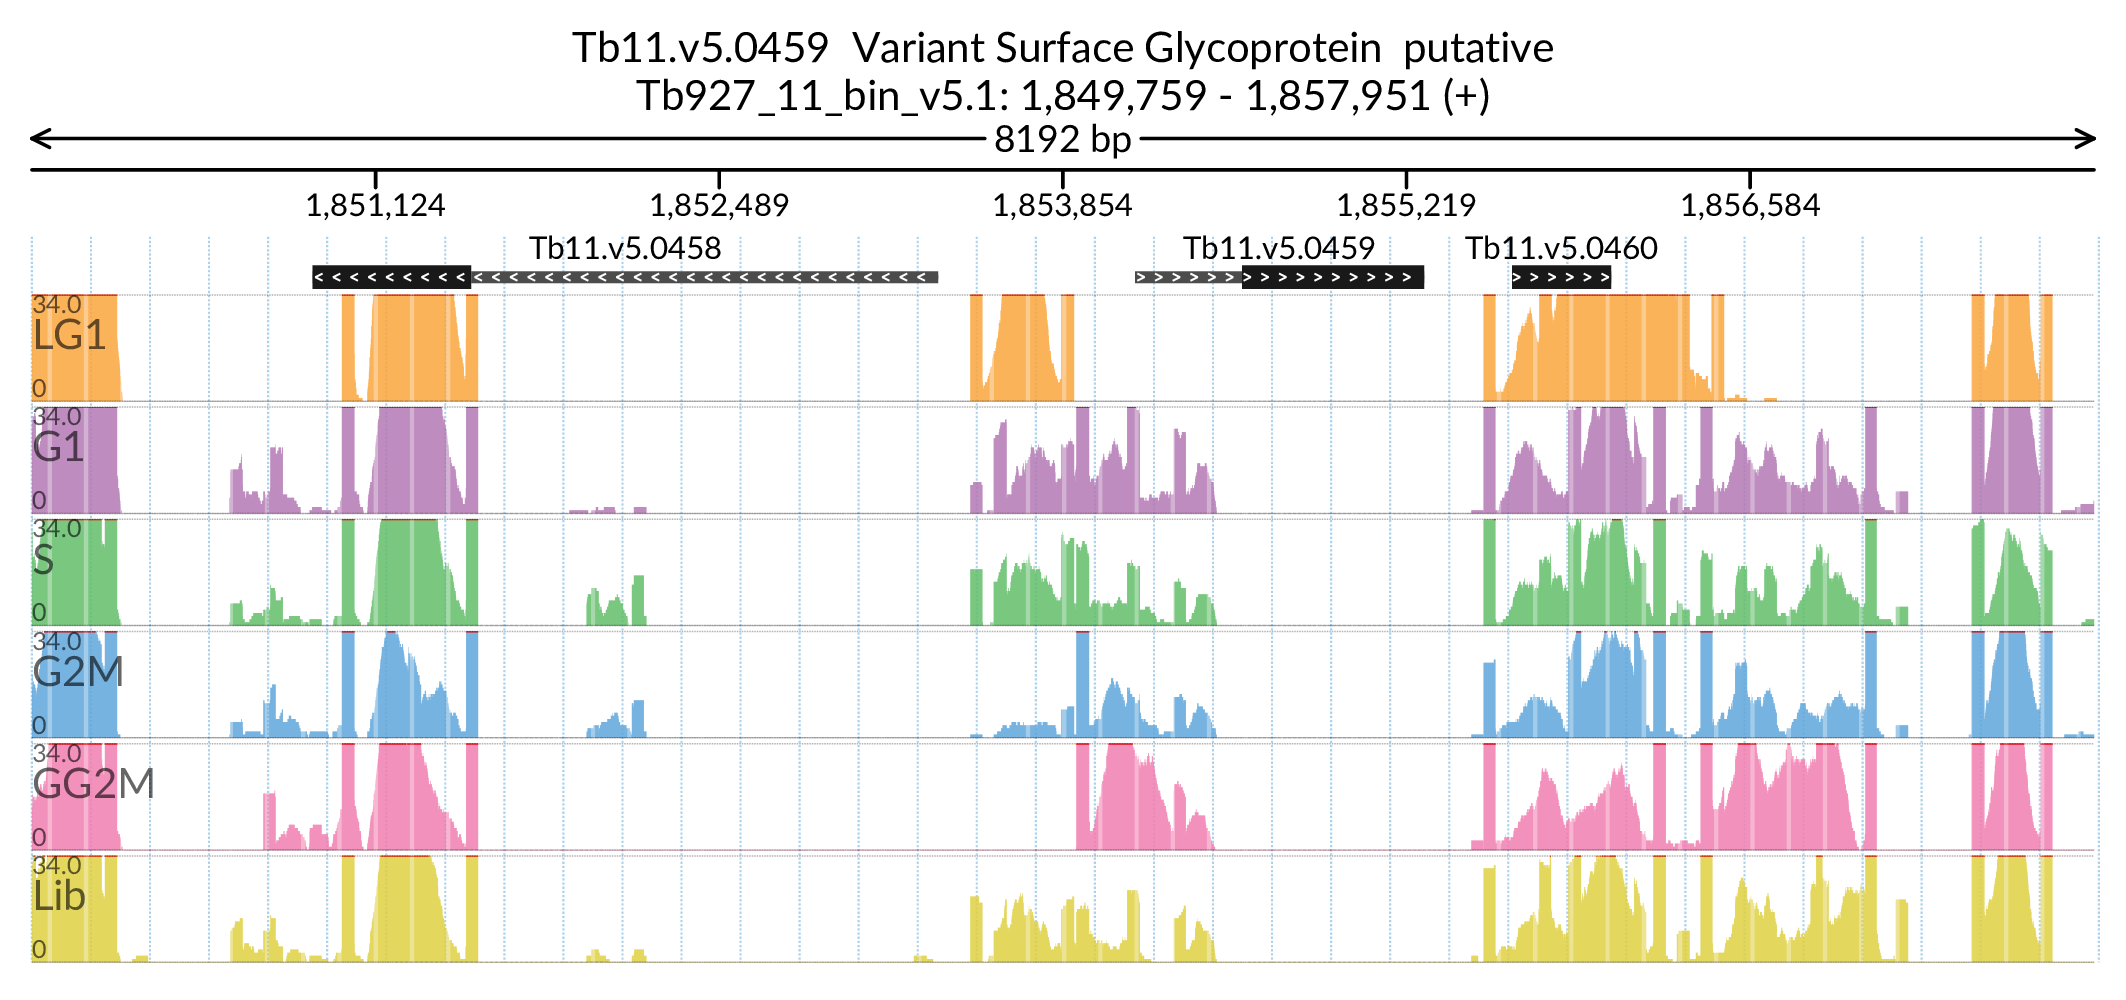 Tb11.v5.0459 Variant Surface Glycoprotein putative
Tb927_11_bin_v5.1: 1,849,759 - 1,857,951 (+)
8192 bp
1,851,124 1,852,489 1,853,854 1,855,219 1,856,584
Tb11.v5.0458 Tb11.v5.0459 Tb11.v5.0460
34.0
LG1
0
34.0
G1
0
34.0
S
0
34.0
G2M
0
34.0
GG2M
0
34.0
Lib
0